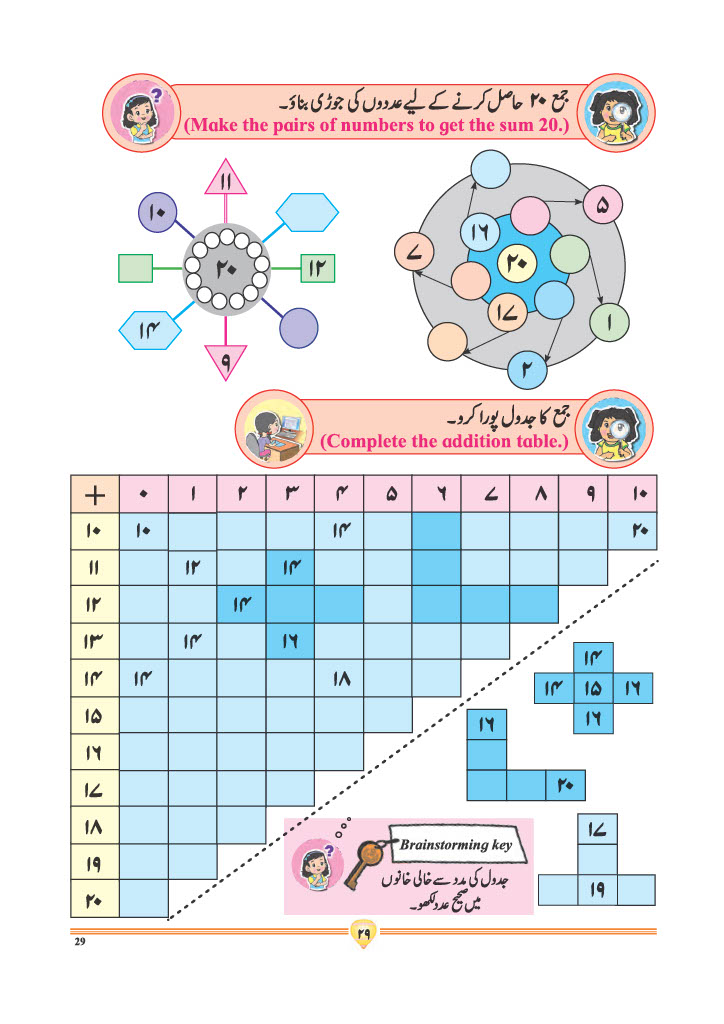 جمع ۲۰ حاصل کرنے کے لیے عددوں کی جوڑی بناؤ۔
(Make the pairs of numbers to get the sum 20.)
?
۱۱
۱۰
۲۰
۱۲
۱۴
۹
۵
۱۶
۷
۲۰
۱۷
۱
۲
جمع کا جدول پورا کرو۔
(Complete the addition table.)
+ ۰ ۱ ۲ ۳ ۴ ۵ ۶ ۷ ۸ ۹ ۱۰
۱۰ ۱۰ ۱۴ ۲۰
۱۱ ۱۲ ۱۴
۱۲ ۱۴
۱۳ ۱۴ ۱۶
۱۴ ۱۴ ۱۸
۱۵
۱۶
۱۷
۱۸
۱۹
۲۰
۱۴
۱۴ ۱۵ ۱۶
۱۶
۱۶
۲۰
۱۷
۱۹
?
Brainstorming key
جدول کی مدد سے خالی خانوں
میں صحیح عدد لکھو۔
۲۹
29